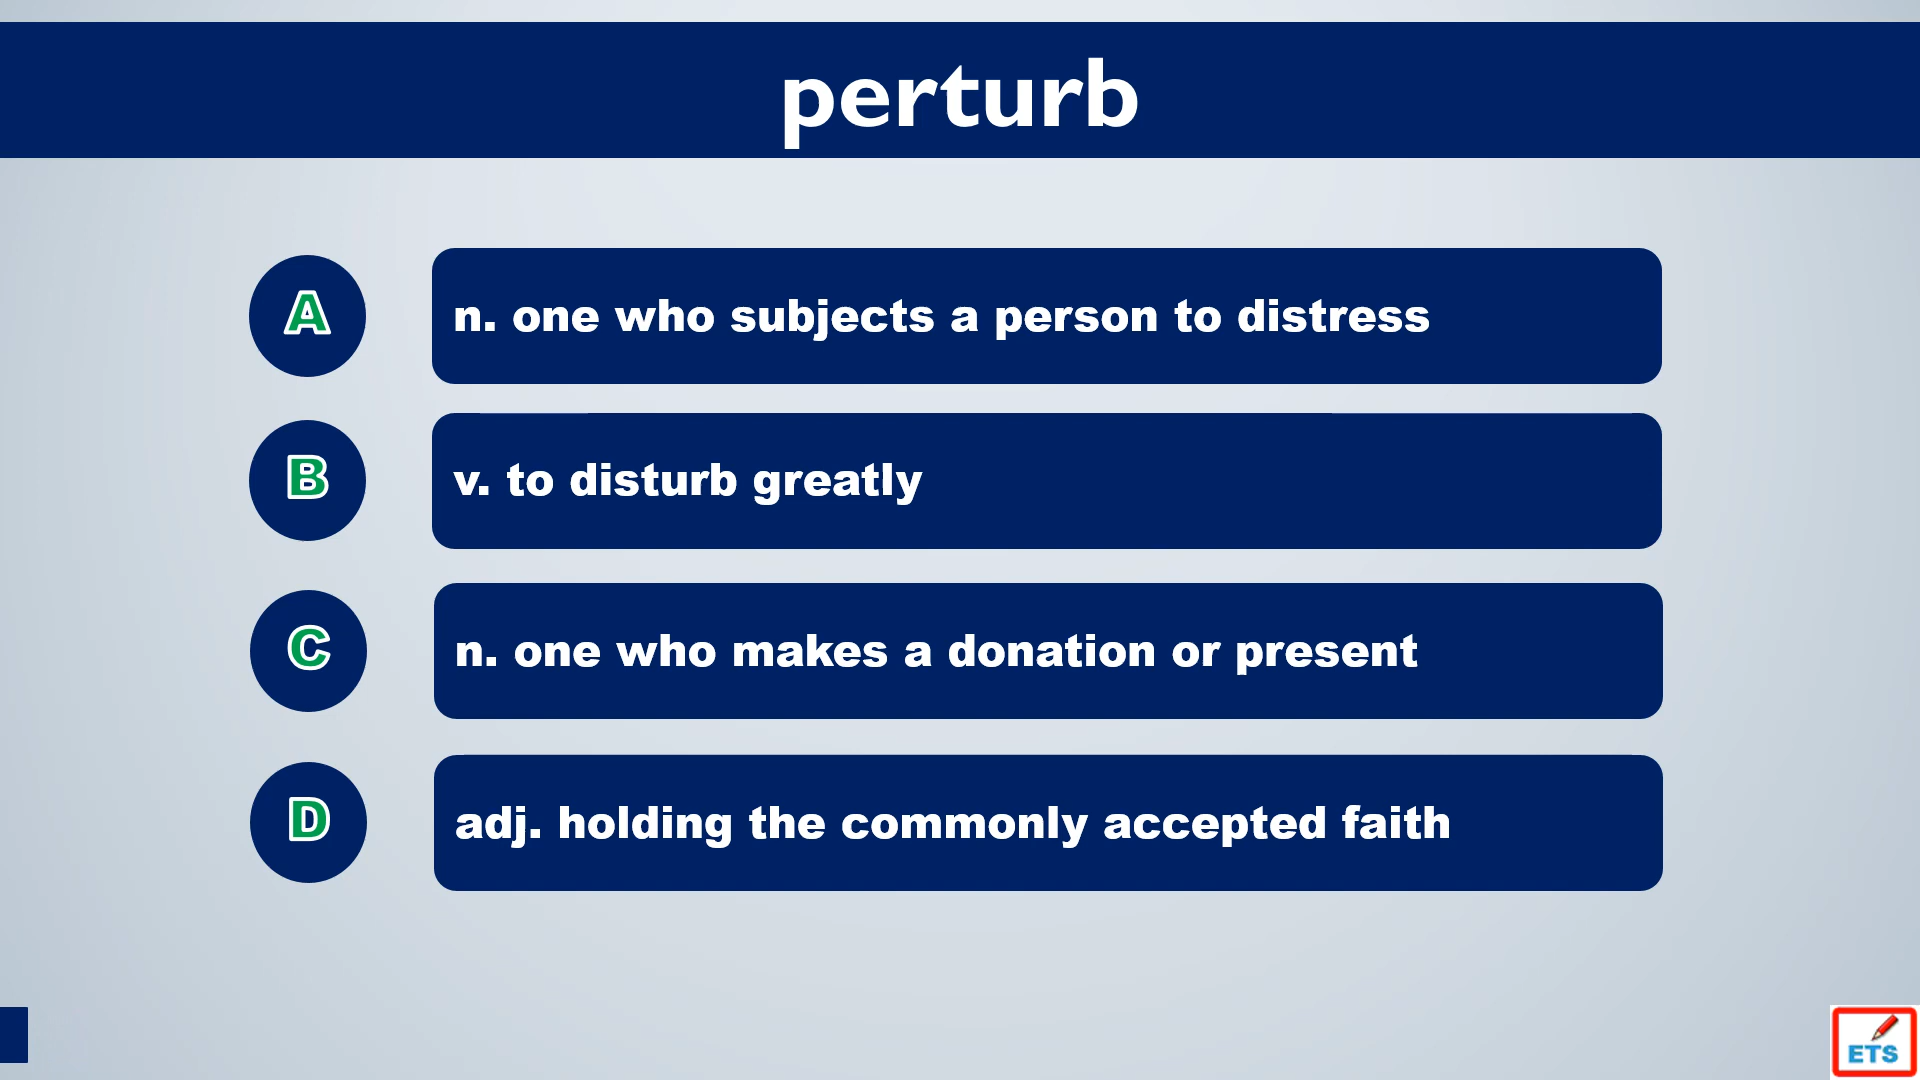 perturb
A
n. one who subjects a person to distress
B
v. to disturb greatly
C
n. one who makes a donation or present
D
adj. holding the commonly accepted faith
ETS